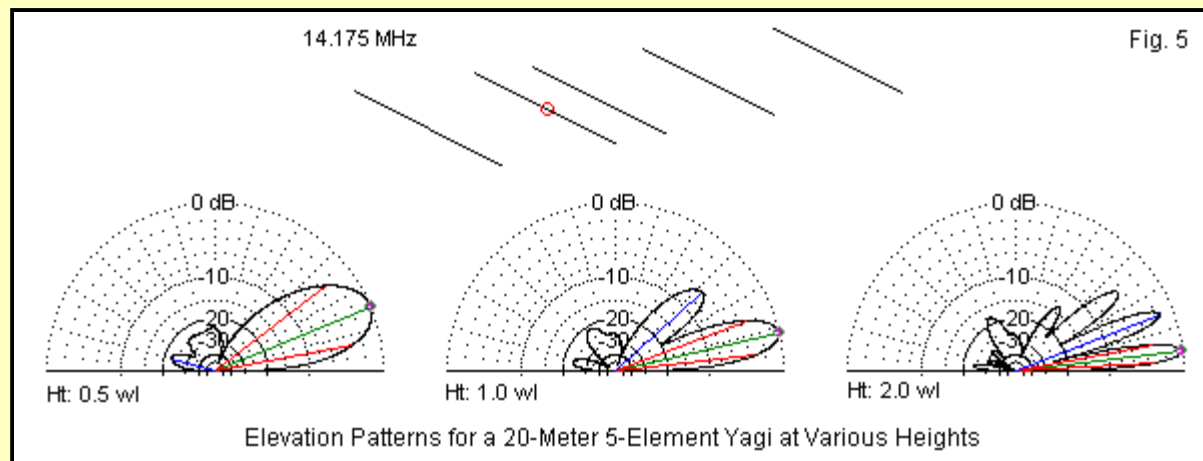 14.175 MHz
Fig. 5
0 dB
-10
-20
-30
Ht: 0.5 wl
0 dB
-10
-20
-30
Ht: 1.0 wl
0 dB
-10
-20
-30
Ht: 2.0 wl
Elevation Patterns for a 20-Meter 5-Element Yagi at Various Heights